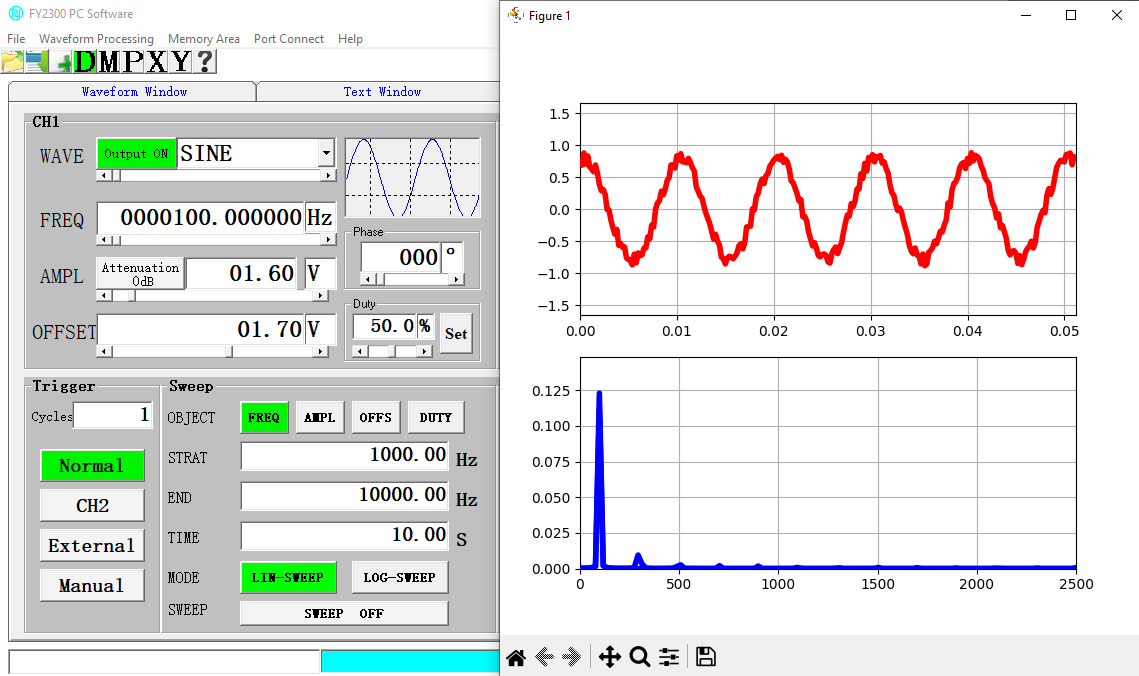 FY2300 PC Software
File Waveform Processing Memory Area Port Connect Help
D M P X Y ?
Waveform Window Text Window
CH1
WAVE Output ON SINE
FREQ 0000100.000000 Hz
AMPL Attenuation 0dB 01.60 V
OFFSET 01.70 V
Phase
000 °
Duty
50.0 % Set
Trigger
Cycles 1
Normal
CH2
External
Manual
Sweep
OBJECT FREQ AMPL OFFS DUTY
STRAT 1000.00 Hz
END 10000.00 Hz
TIME 10.00 S
MODE LIN-SWEEP LOG-SWEEP
SWEEP SWEEP OFF
Figure 1
1.5
1.0
0.5
0.0
−0.5
−1.0
−1.5
0.00 0.01 0.02 0.03 0.04 0.05
0.125
0.100
0.075
0.050
0.025
0.000
0 500 1000 1500 2000 2500